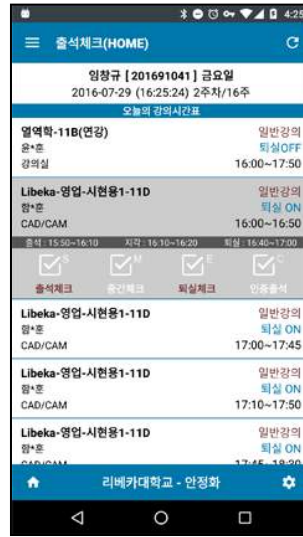 4:25
출석체크(HOME)
임창규 [ 201691041 ] 금요일
2016-07-29 (16:25:24) 2주차/16주
오늘의 강의시간표
열역학-11B(연강) 일반강의
윤*훈 퇴실OFF
강의실 16:00~17:50
Libeka-영업-시현용1-11D 일반강의
함*훈 퇴실 ON
CAD/CAM 16:00~16:50
출석 : 15:50~16:10 지각 : 16:10~16:20 퇴실 : 16:40~17:00
S M E C
출석체크 중간체크 퇴실체크 인증출석
Libeka-영업-시현용1-11D 일반강의
함*훈 퇴실 ON
CAD/CAM 17:00~17:45
Libeka-영업-시현용1-11D 일반강의
함*훈 퇴실 ON
CAD/CAM 17:10~17:50
Libeka-영업-시현용1-11D 일반강의
함*훈 퇴실 ON
CAD/CAM 17:45~18:30
리베카대학교 - 안정화